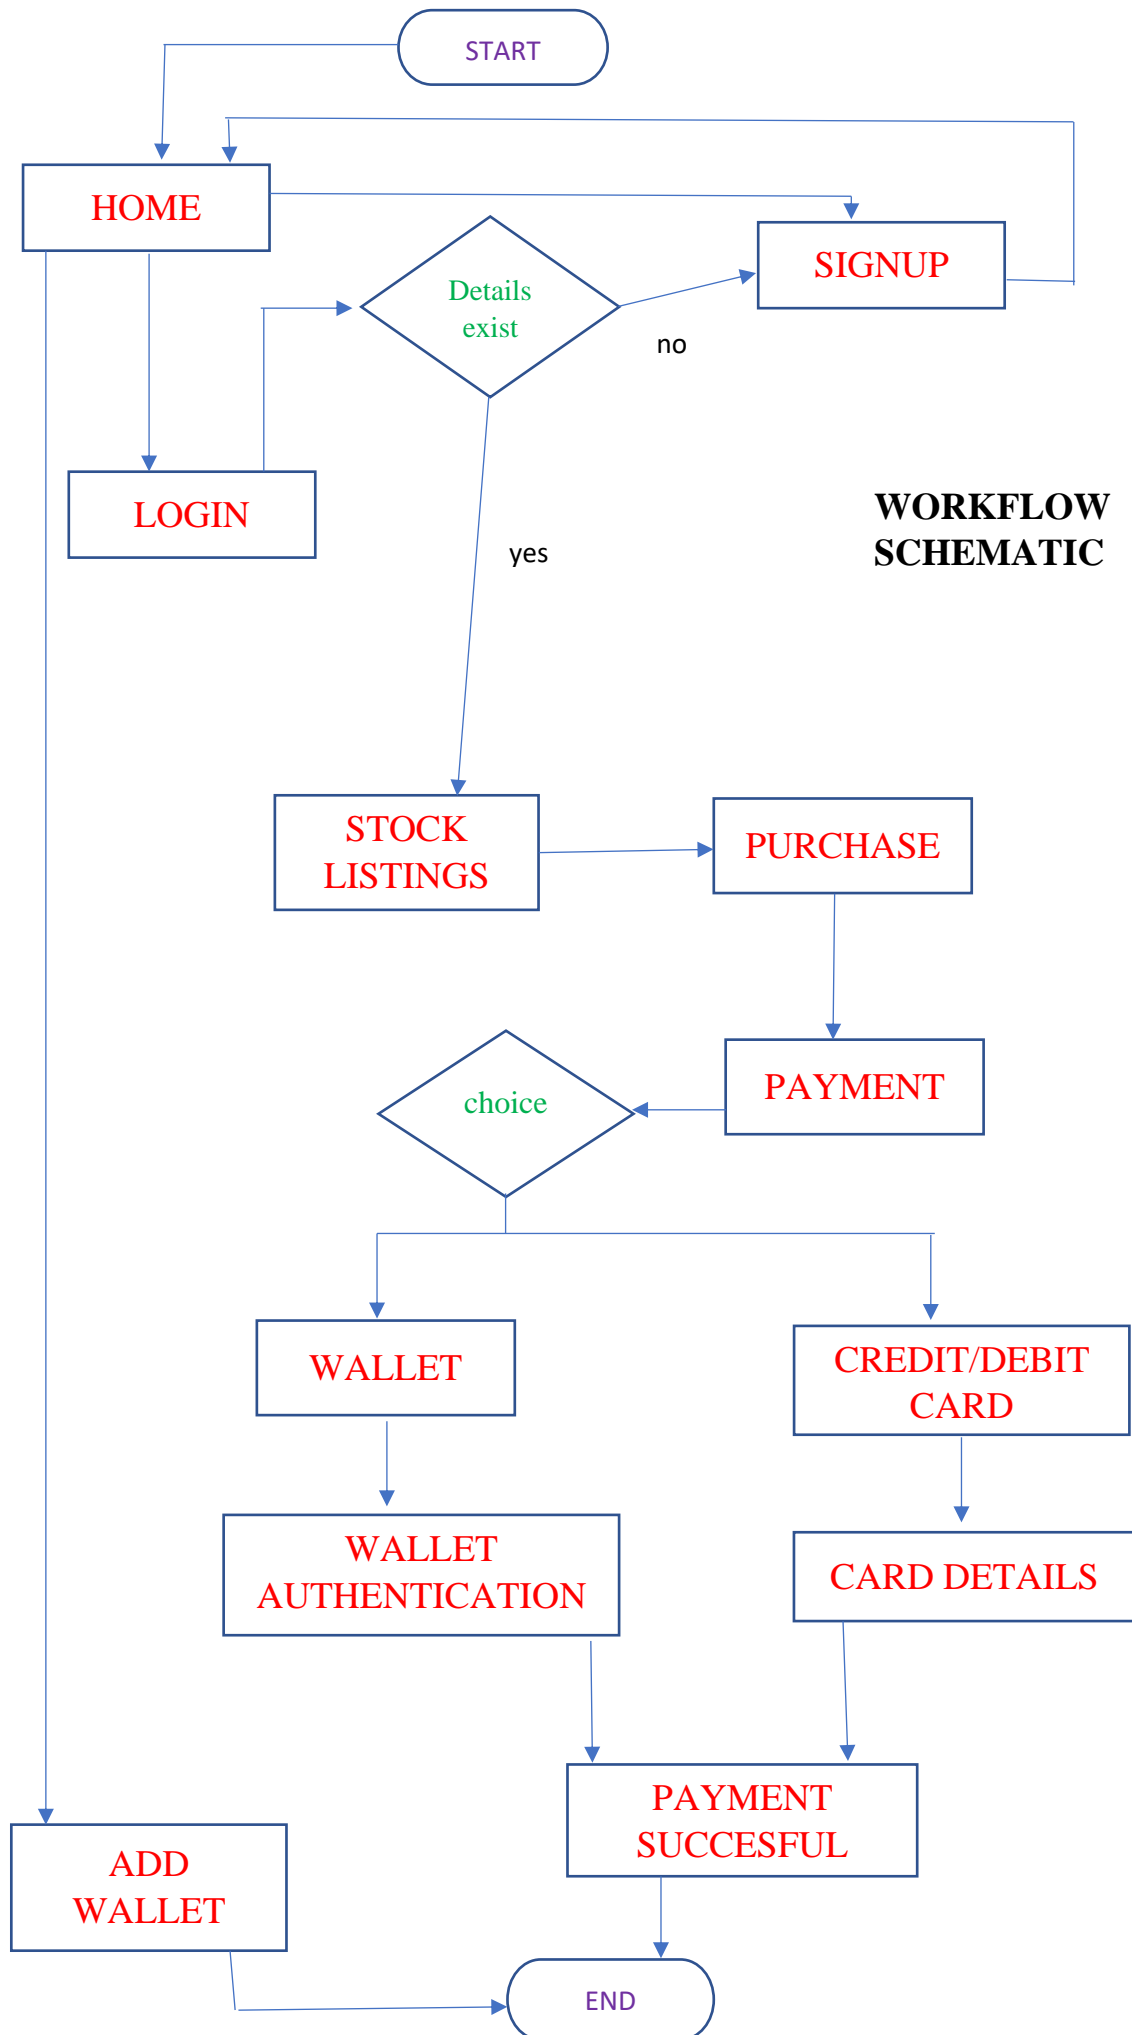 START
HOME
SIGNUP
Details
exist
no
LOGIN
WORKFLOW
SCHEMATIC
yes
STOCK
LISTINGS
PURCHASE
PAYMENT
choice
WALLET
CREDIT/DEBIT
CARD
WALLET
AUTHENTICATION
CARD DETAILS
PAYMENT
SUCCESFUL
ADD
WALLET
END